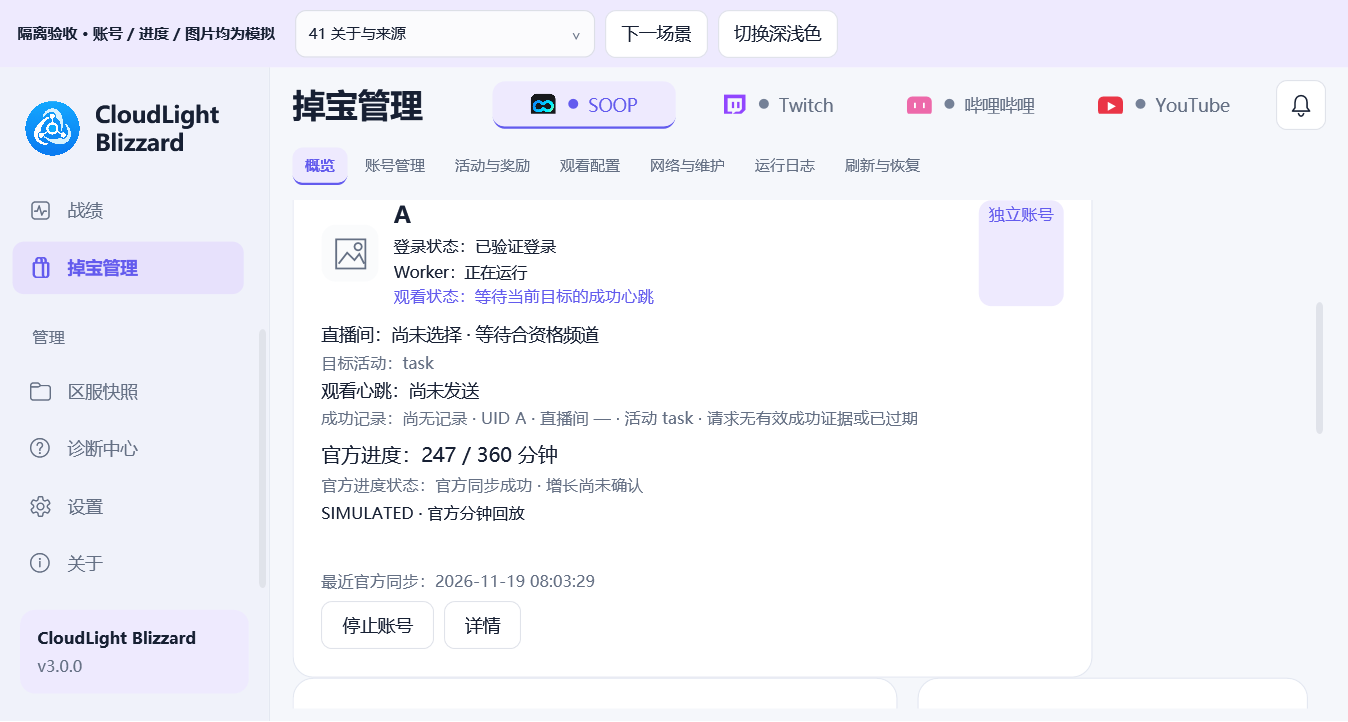 隔离验收 • 账号 / 进度 / 图片均为模拟
41 关于与来源
下一场景
切换深浅色
CloudLight
Blizzard
战绩
掉宝管理
管理
区服快照
诊断中心
设置
关于
CloudLight Blizzard
v3.0.0
掉宝管理
SOOP
Twitch
哔哩哔哩
YouTube
概览
账号管理
活动与奖励
观看配置
网络与维护
运行日志
刷新与恢复
A
独立账号
登录状态：已验证登录
Worker：正在运行
观看状态：等待当前目标的成功心跳
直播间：尚未选择 · 等待合资格频道
目标活动：task
观看心跳：尚未发送
成功记录：尚无记录 · UID A · 直播间 — · 活动 task · 请求无有效成功证据或已过期
官方进度：247 / 360 分钟
官方进度状态：官方同步成功 · 增长尚未确认
SIMULATED · 官方分钟回放
最近官方同步：2026-11-19 08:03:29
停止账号
详情